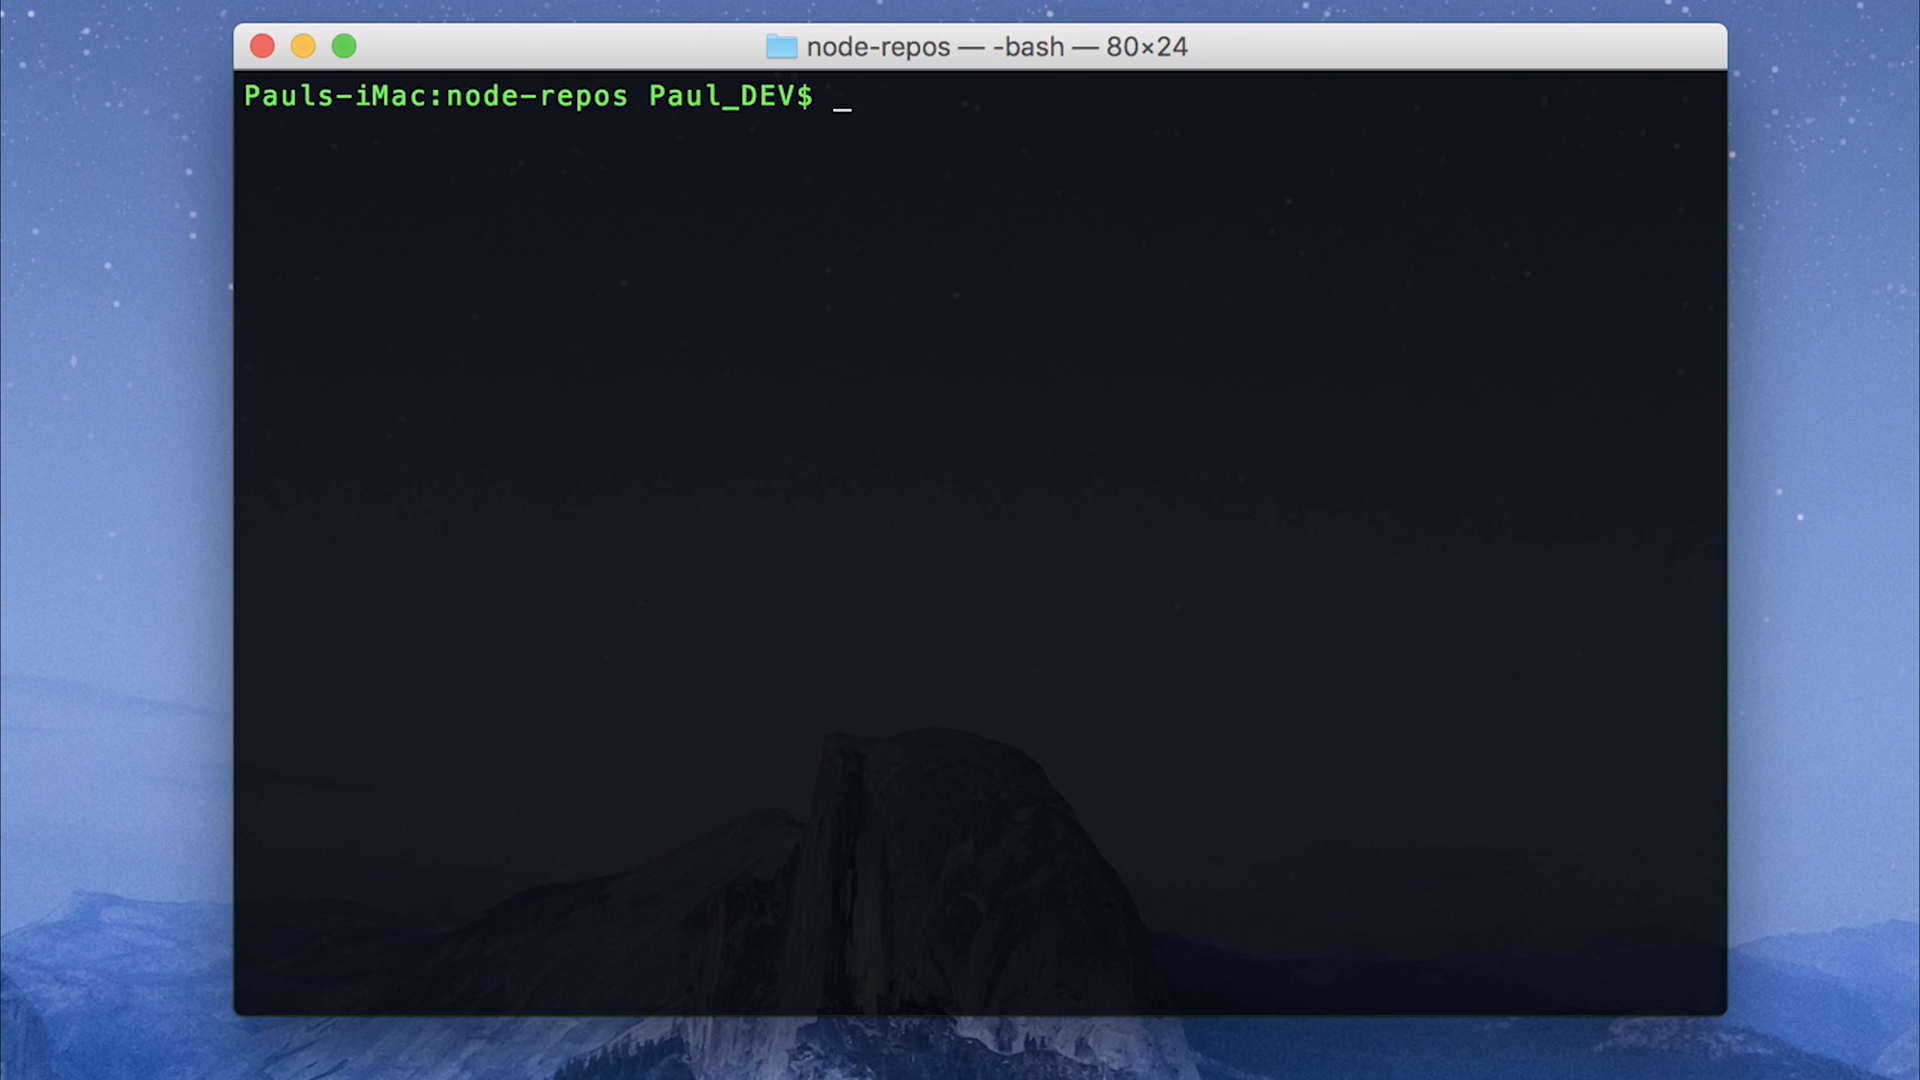 node-repos — -bash — 80×24
Pauls-iMac:node-repos Paul_DEV$ _